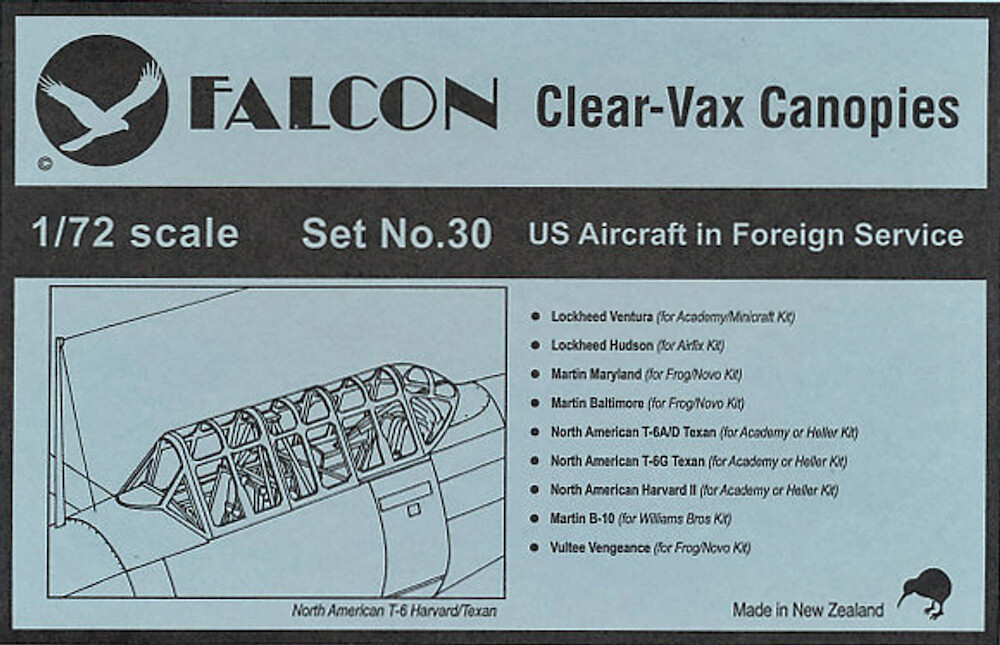 FALCON Clear-Vax Canopies
©
1/72 scale Set No.30 US Aircraft in Foreign Service
Lockheed Ventura (for Academy/Minicraft Kit)
Lockheed Hudson (for Airfix Kit)
Martin Maryland (for Frog/Novo Kit)
Martin Baltimore (for Frog/Novo Kit)
North American T-6A/D Texan (for Academy or Heller Kit)
North American T-6G Texan (for Academy or Heller Kit)
North American Harvard II (for Academy or Heller Kit)
Martin B-10 (for Williams Bros Kit)
Vultee Vengeance (for Frog/Novo Kit)
North American T-6 Harvard/Texan
Made in New Zealand